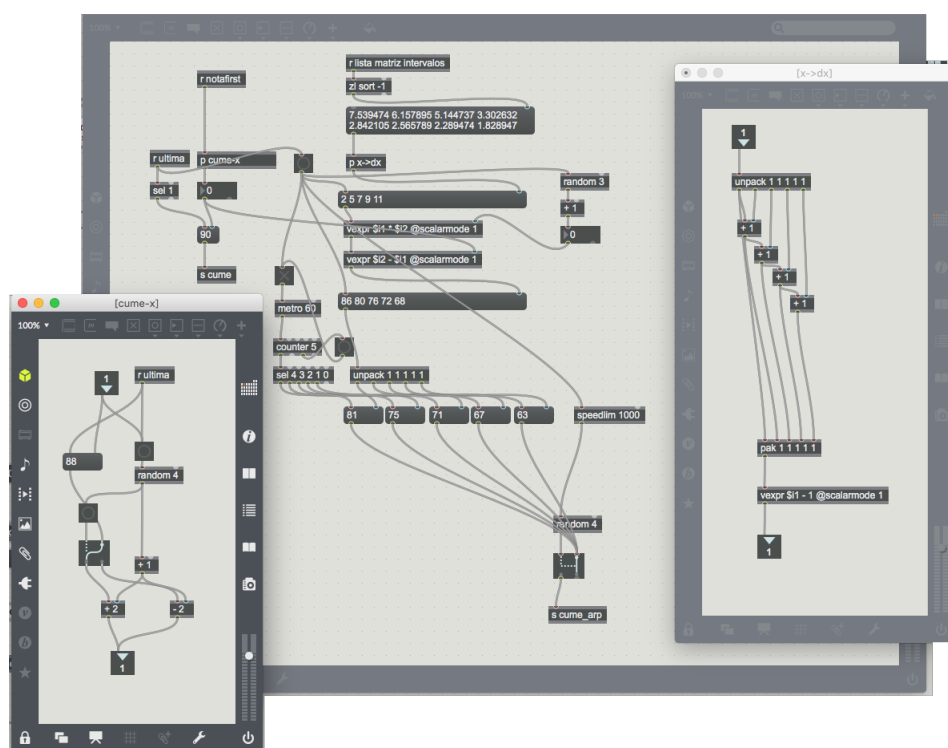 100%
r lista matriz intervalos
r notafirst
zl sort -1
7.539474 6.157895 5.144737 3.302632
2.842105 2.565789 2.289474 1.828947
r ultima
p cume-x
p x->dx
random 3
sel 1
0
2 5 7 9 11
+ 1
90
vexpr $i1 * $i2 @scalarmode 1
0
vexpr $i2 - $i1 @scalarmode 1
s cume
86 80 76 72 68
metro 60
counter 5
sel 4 3 2 1 0
unpack 1 1 1 1 1
81
75
71
67
63
speedlim 1000
random 4
s cume_arp
[cume-x]
100%
1
r ultima
88
random 4
+ 1
+ 2
- 2
1
[x->dx]
100%
1
unpack 1 1 1 1 1
+ 1
+ 1
+ 1
+ 1
pak 1 1 1 1 1
vexpr $i1 - 1 @scalarmode 1
1